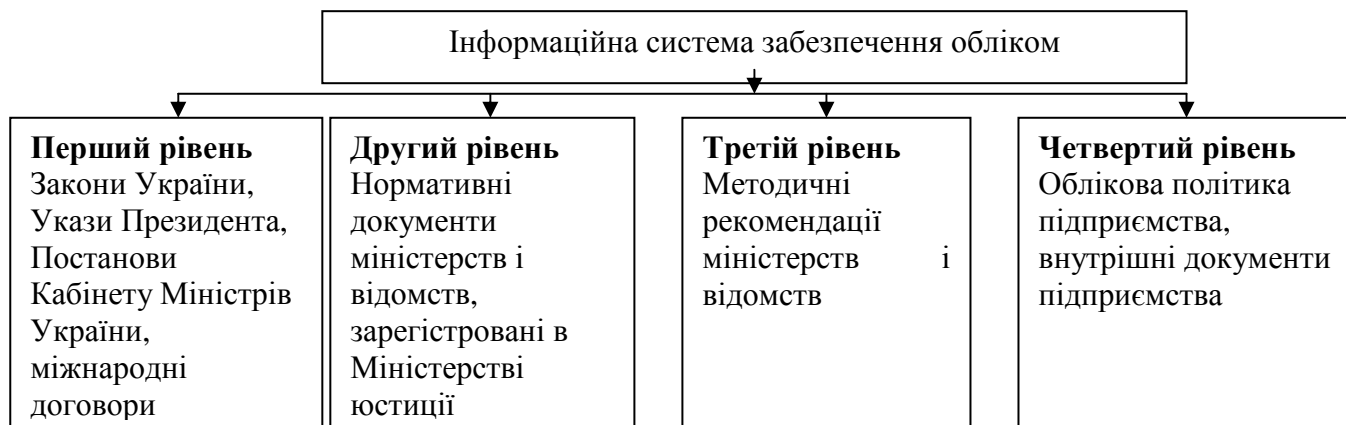 Інформаційна система забезпечення обліком
Перший рівень
Закони України,
Укази Президента,
Постанови
Кабінету Міністрів
України,
міжнародні
договори
Другий рівень
Нормативні
документи
міністерств і
відомств,
зареєстровані в
Міністерстві
юстиції
Третій рівень
Методичні
рекомендації
міністерств і
відомств
Четвертий рівень
Облікова політика
підприємства,
внутрішні документи
підприємства